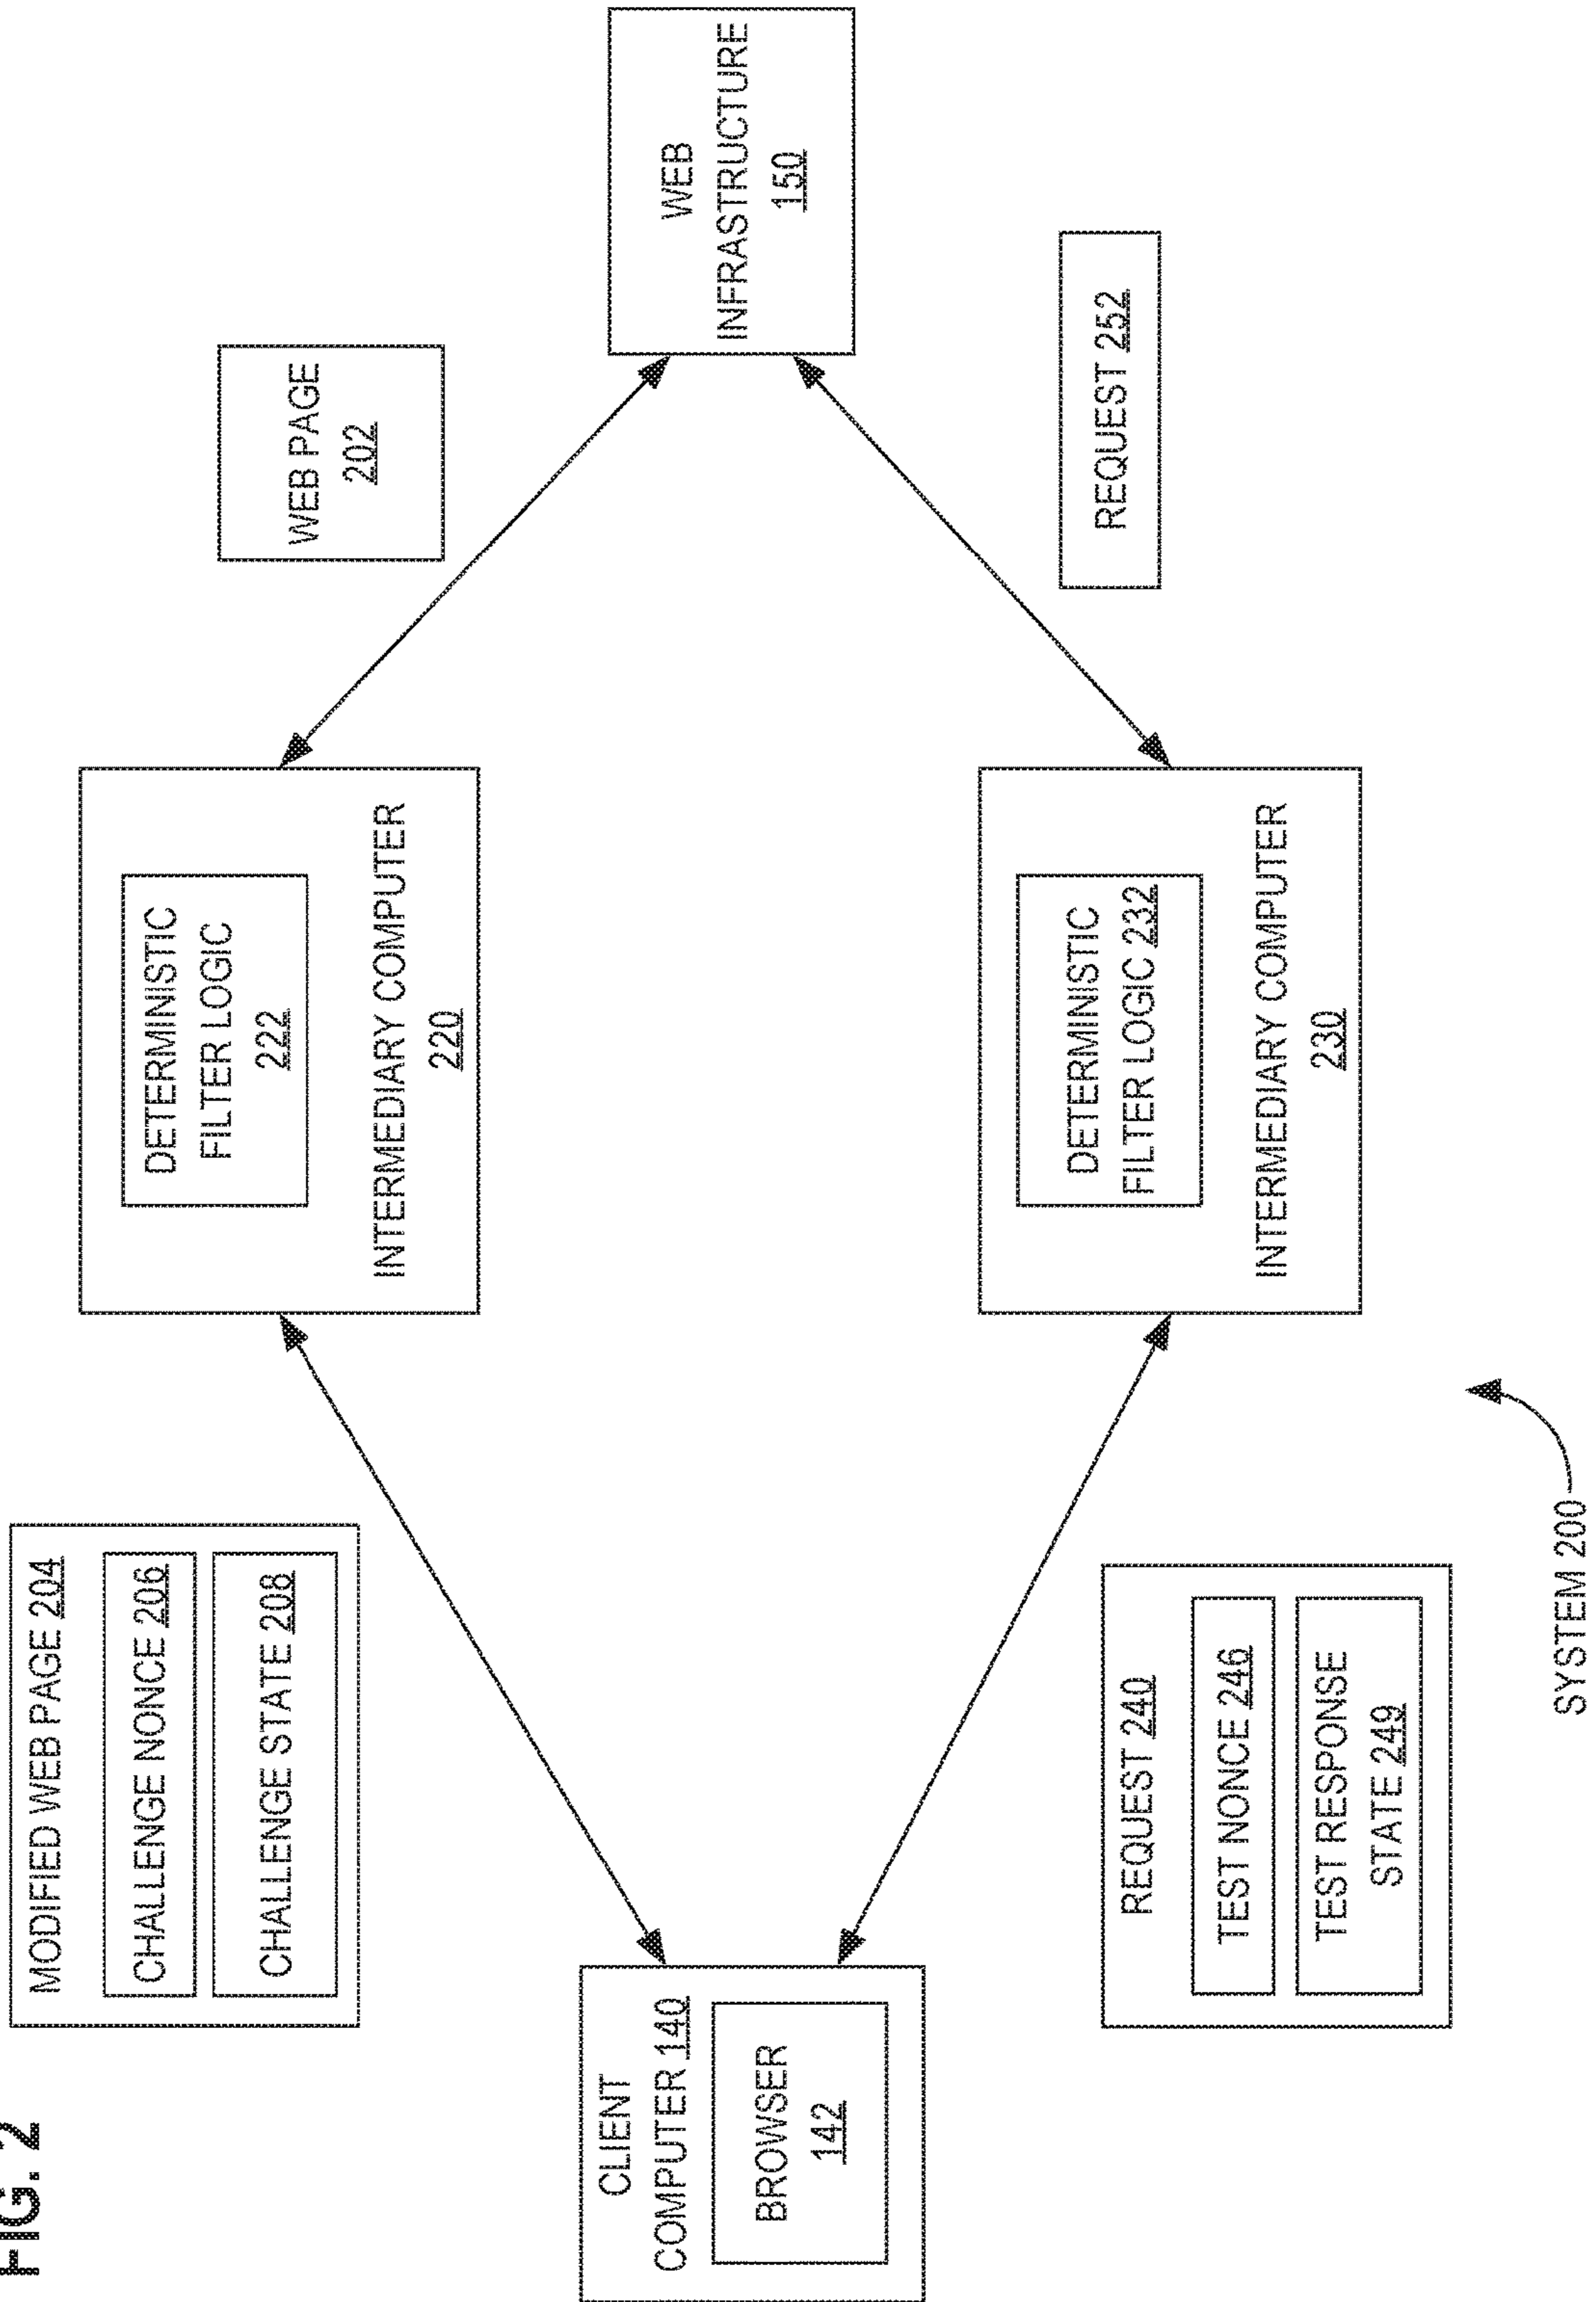 FIG. 2
MODIFIED WEB PAGE 204
CHALLENGE NONCE 206
CHALLENGE STATE 208
DETERMINISTIC
FILTER LOGIC
222
INTERMEDIARY COMPUTER
220
WEB PAGE
202
CLIENT
COMPUTER 140
BROWSER
142
WEB
INFRASTRUCTURE
150
REQUEST 240
TEST NONCE 246
TEST RESPONSE
STATE 249
DETERMINISTIC
FILTER LOGIC 232
INTERMEDIARY COMPUTER
230
REQUEST 252
SYSTEM 200